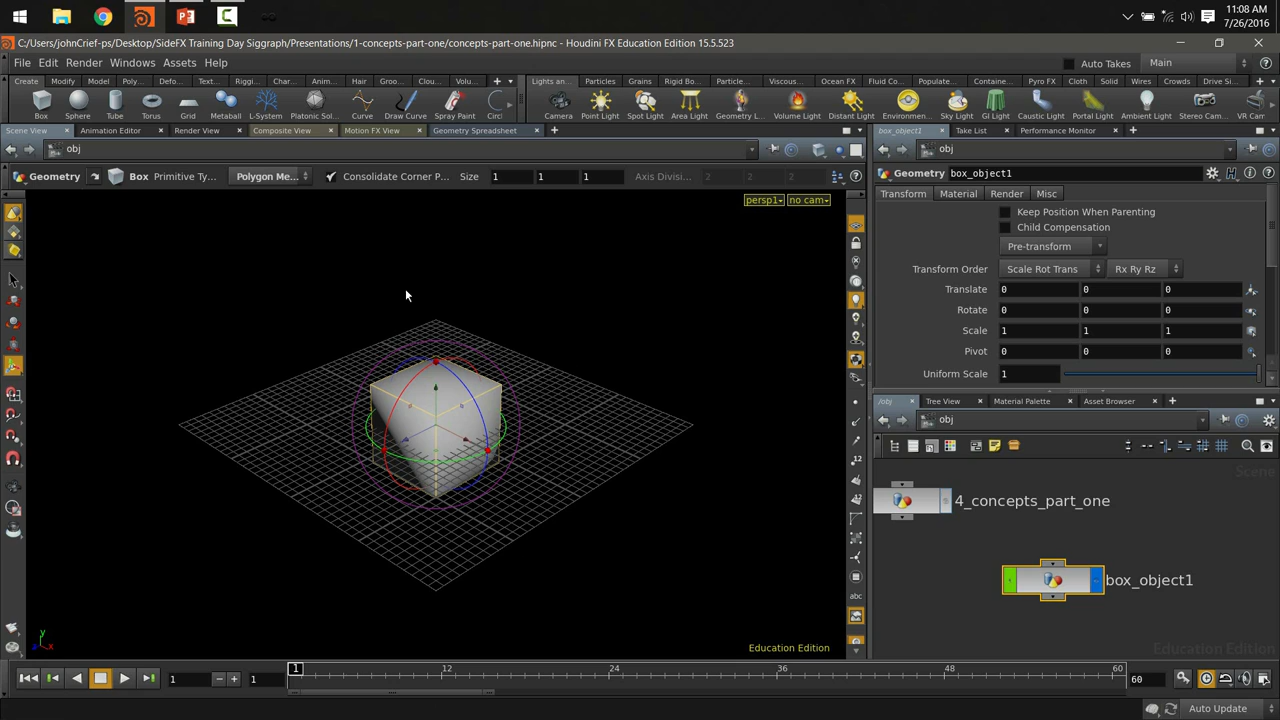 11:08 AM
7/26/2016
C:/Users/johnCrief-ps/Desktop/SideFX Training Day Siggraph/Presentations/1-concepts-part-one/concepts-part-one.hipnc - Houdini FX Education Edition 15.5.523
File Edit Render Windows Assets Help
Auto Takes Main
Create Modify Model Poly... Defo... Text... Riggi... Char... Anim... Hair Groo... Clou... Volu...
Lights an... Particles Grains Rigid Bo... Particle... Viscous... Ocean FX Fluid Co... Populate... Containe... Pyro FX Cloth Solid Wires Crowds Drive Si...
Box Sphere Tube Torus Grid Metaball L-System Platonic Sol... Curve Draw Curve Spray Paint Circ
Camera Point Light Spot Light Area Light Geometry L... Volume Light Distant Light Environm... Sky Light GI Light Caustic Light Portal Light Ambient Light Stereo Cam... VR Cam
Scene View Animation Editor Render View Composite View Motion FX View Geometry Spreadsheet
box_object1 Take List Performance Monitor
obj
obj
Geometry Box Primitive Ty... Polygon Me... Consolidate Corner P... Size 1 1 1 Axis Divisi... 2 2 2
Geometry box_object1
persp1 no cam
Transform Material Render Misc
Keep Position When Parenting
Child Compensation
Pre-transform
Transform Order Scale Rot Trans Rx Ry Rz
Translate 0 0 0
Rotate 0 0 0
Scale 1 1 1
Pivot 0 0 0
Uniform Scale 1
/obj Tree View Material Palette Asset Browser
obj
12
Scene
4_concepts_part_one
box_object1
abc
y
z x
Education Edition
Education Edition
1 1 1 12 24 36 48 60 60
Auto Update